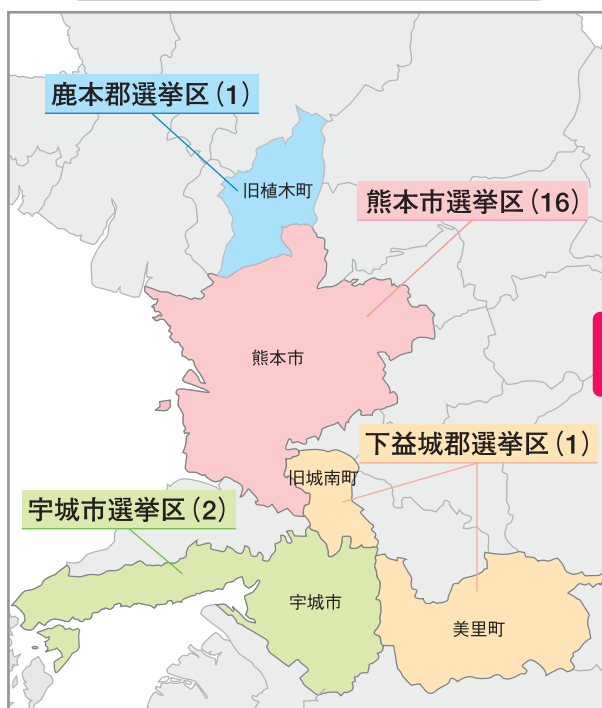 鹿本郡選挙区(1)
旧植木町
熊本市選挙区(16)
熊本市
下益城郡選挙区(1)
旧城南町
宇城市選挙区(2)
宇城市
美里町